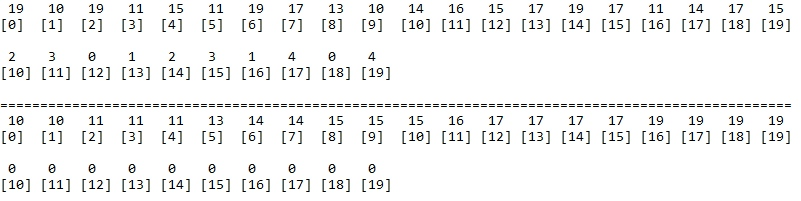 19 10 19 11 15 11 19 17 13 10 14 16 15 17 19 17 11 14 17 15
[0] [1] [2] [3] [4] [5] [6] [7] [8] [9] [10] [11] [12] [13] [14] [15] [16] [17] [18] [19]
2 3 0 1 2 3 1 4 0 4
[10] [11] [12] [13] [14] [15] [16] [17] [18] [19]
===================================================================================================
10 10 11 11 11 13 14 14 15 15 15 16 17 17 17 17 19 19 19 19
[0] [1] [2] [3] [4] [5] [6] [7] [8] [9] [10] [11] [12] [13] [14] [15] [16] [17] [18] [19]
0 0 0 0 0 0 0 0 0 0
[10] [11] [12] [13] [14] [15] [16] [17] [18] [19]